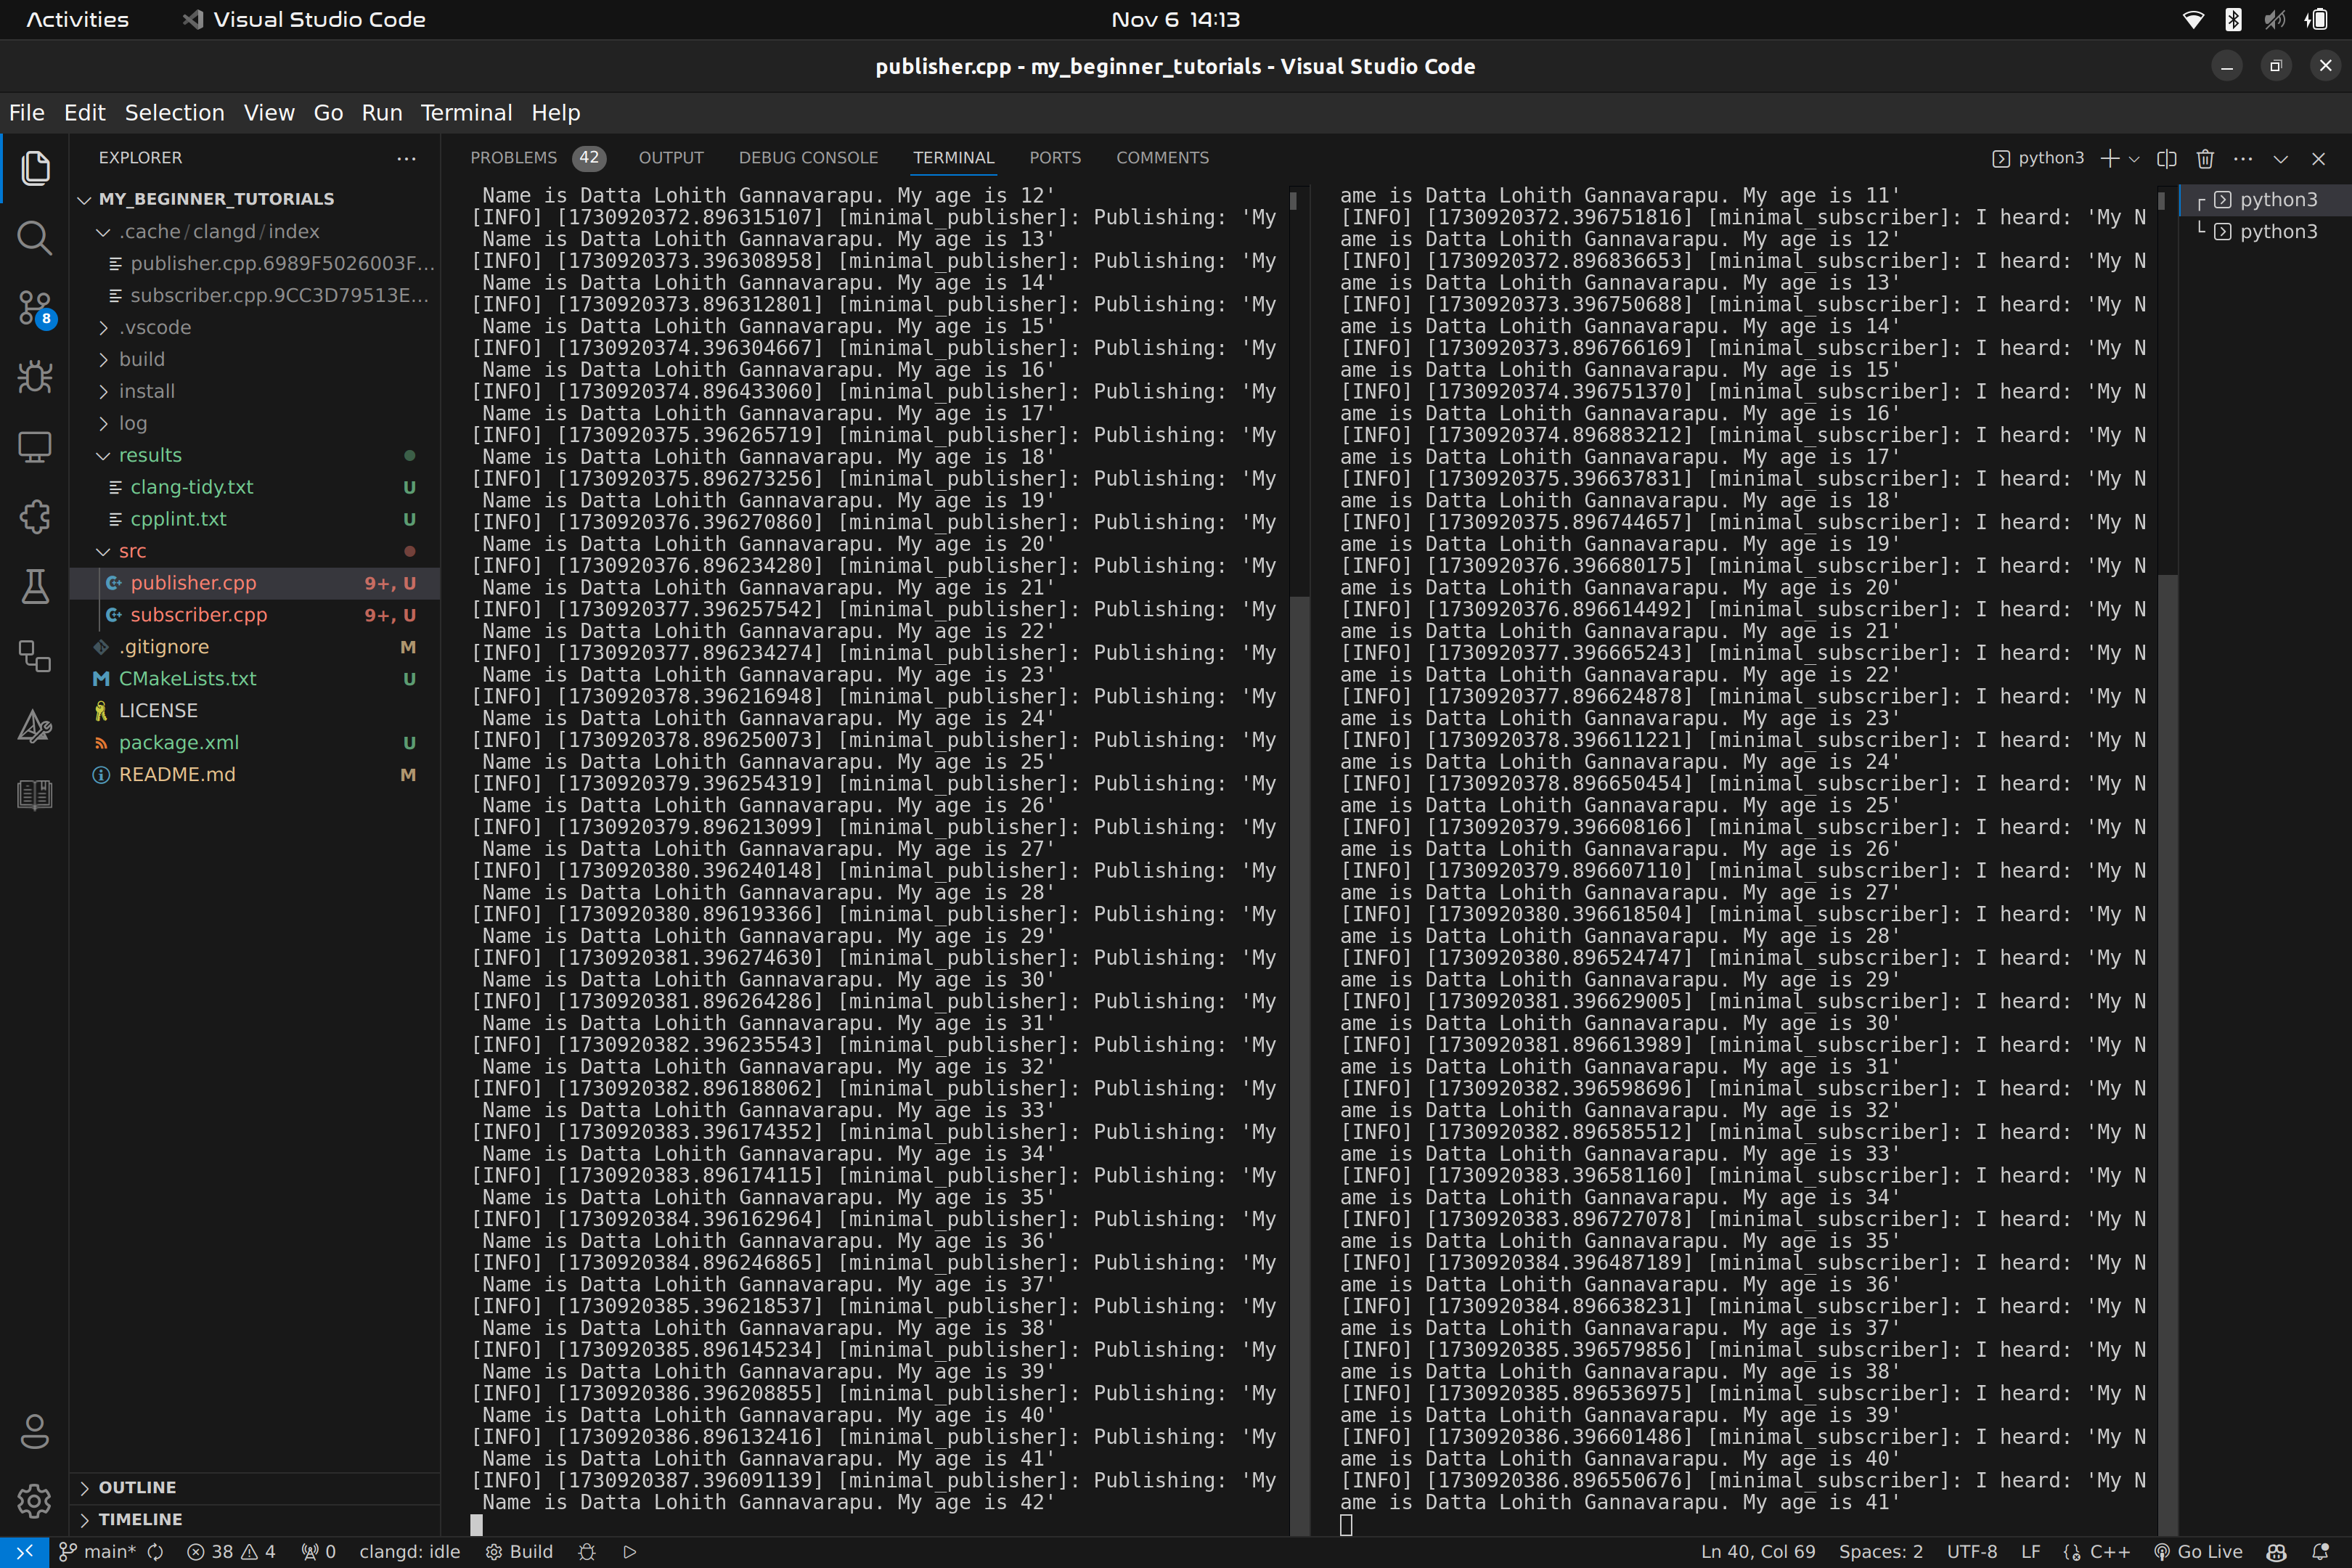 Activities
Visual Studio Code
Nov 6 14:13
publisher.cpp - my_beginner_tutorials - Visual Studio Code
File Edit Selection View Go Run Terminal Help
EXPLORER
MY_BEGINNER_TUTORIALS
.cache/clangd/index
publisher.cpp.6989F5026003F...
subscriber.cpp.9CC3D79513E...
.vscode
build
install
log
results
clang-tidy.txt U
cpplint.txt U
src
publisher.cpp 9+, U
subscriber.cpp 9+, U
.gitignore M
CMakeLists.txt U
LICENSE
package.xml U
README.md M
8
OUTLINE
TIMELINE
PROBLEMS 42 OUTPUT DEBUG CONSOLE TERMINAL PORTS COMMENTS
python3
Name is Datta Lohith Gannavarapu. My age is 12'
[INFO] [1730920372.896315107] [minimal_publisher]: Publishing: 'My
Name is Datta Lohith Gannavarapu. My age is 13'
[INFO] [1730920373.396308958] [minimal_publisher]: Publishing: 'My
Name is Datta Lohith Gannavarapu. My age is 14'
[INFO] [1730920373.896312801] [minimal_publisher]: Publishing: 'My
Name is Datta Lohith Gannavarapu. My age is 15'
[INFO] [1730920374.396304667] [minimal_publisher]: Publishing: 'My
Name is Datta Lohith Gannavarapu. My age is 16'
[INFO] [1730920374.896433060] [minimal_publisher]: Publishing: 'My
Name is Datta Lohith Gannavarapu. My age is 17'
[INFO] [1730920375.396265719] [minimal_publisher]: Publishing: 'My
Name is Datta Lohith Gannavarapu. My age is 18'
[INFO] [1730920375.896273256] [minimal_publisher]: Publishing: 'My
Name is Datta Lohith Gannavarapu. My age is 19'
[INFO] [1730920376.396270860] [minimal_publisher]: Publishing: 'My
Name is Datta Lohith Gannavarapu. My age is 20'
[INFO] [1730920376.896234280] [minimal_publisher]: Publishing: 'My
Name is Datta Lohith Gannavarapu. My age is 21'
[INFO] [1730920377.396257542] [minimal_publisher]: Publishing: 'My
Name is Datta Lohith Gannavarapu. My age is 22'
[INFO] [1730920377.896234274] [minimal_publisher]: Publishing: 'My
Name is Datta Lohith Gannavarapu. My age is 23'
[INFO] [1730920378.396216948] [minimal_publisher]: Publishing: 'My
Name is Datta Lohith Gannavarapu. My age is 24'
[INFO] [1730920378.896250073] [minimal_publisher]: Publishing: 'My
Name is Datta Lohith Gannavarapu. My age is 25'
[INFO] [1730920379.396254319] [minimal_publisher]: Publishing: 'My
Name is Datta Lohith Gannavarapu. My age is 26'
[INFO] [1730920379.896213099] [minimal_publisher]: Publishing: 'My
Name is Datta Lohith Gannavarapu. My age is 27'
[INFO] [1730920380.396240148] [minimal_publisher]: Publishing: 'My
Name is Datta Lohith Gannavarapu. My age is 28'
[INFO] [1730920380.896193366] [minimal_publisher]: Publishing: 'My
Name is Datta Lohith Gannavarapu. My age is 29'
[INFO] [1730920381.396274630] [minimal_publisher]: Publishing: 'My
Name is Datta Lohith Gannavarapu. My age is 30'
[INFO] [1730920381.896264286] [minimal_publisher]: Publishing: 'My
Name is Datta Lohith Gannavarapu. My age is 31'
[INFO] [1730920382.396235543] [minimal_publisher]: Publishing: 'My
Name is Datta Lohith Gannavarapu. My age is 32'
[INFO] [1730920382.896188062] [minimal_publisher]: Publishing: 'My
Name is Datta Lohith Gannavarapu. My age is 33'
[INFO] [1730920383.396174352] [minimal_publisher]: Publishing: 'My
Name is Datta Lohith Gannavarapu. My age is 34'
[INFO] [1730920383.896174115] [minimal_publisher]: Publishing: 'My
Name is Datta Lohith Gannavarapu. My age is 35'
[INFO] [1730920384.396162964] [minimal_publisher]: Publishing: 'My
Name is Datta Lohith Gannavarapu. My age is 36'
[INFO] [1730920384.896246865] [minimal_publisher]: Publishing: 'My
Name is Datta Lohith Gannavarapu. My age is 37'
[INFO] [1730920385.396218537] [minimal_publisher]: Publishing: 'My
Name is Datta Lohith Gannavarapu. My age is 38'
[INFO] [1730920385.896145234] [minimal_publisher]: Publishing: 'My
Name is Datta Lohith Gannavarapu. My age is 39'
[INFO] [1730920386.396208855] [minimal_publisher]: Publishing: 'My
Name is Datta Lohith Gannavarapu. My age is 40'
[INFO] [1730920386.896132416] [minimal_publisher]: Publishing: 'My
Name is Datta Lohith Gannavarapu. My age is 41'
[INFO] [1730920387.396091139] [minimal_publisher]: Publishing: 'My
Name is Datta Lohith Gannavarapu. My age is 42'
ame is Datta Lohith Gannavarapu. My age is 11'
[INFO] [1730920372.396751816] [minimal_subscriber]: I heard: 'My N
ame is Datta Lohith Gannavarapu. My age is 12'
[INFO] [1730920372.896836653] [minimal_subscriber]: I heard: 'My N
ame is Datta Lohith Gannavarapu. My age is 13'
[INFO] [1730920373.396750688] [minimal_subscriber]: I heard: 'My N
ame is Datta Lohith Gannavarapu. My age is 14'
[INFO] [1730920373.896766169] [minimal_subscriber]: I heard: 'My N
ame is Datta Lohith Gannavarapu. My age is 15'
[INFO] [1730920374.396751370] [minimal_subscriber]: I heard: 'My N
ame is Datta Lohith Gannavarapu. My age is 16'
[INFO] [1730920374.896883212] [minimal_subscriber]: I heard: 'My N
ame is Datta Lohith Gannavarapu. My age is 17'
[INFO] [1730920375.396637831] [minimal_subscriber]: I heard: 'My N
ame is Datta Lohith Gannavarapu. My age is 18'
[INFO] [1730920375.896744657] [minimal_subscriber]: I heard: 'My N
ame is Datta Lohith Gannavarapu. My age is 19'
[INFO] [1730920376.396680175] [minimal_subscriber]: I heard: 'My N
ame is Datta Lohith Gannavarapu. My age is 20'
[INFO] [1730920376.896614492] [minimal_subscriber]: I heard: 'My N
ame is Datta Lohith Gannavarapu. My age is 21'
[INFO] [1730920377.396665243] [minimal_subscriber]: I heard: 'My N
ame is Datta Lohith Gannavarapu. My age is 22'
[INFO] [1730920377.896624878] [minimal_subscriber]: I heard: 'My N
ame is Datta Lohith Gannavarapu. My age is 23'
[INFO] [1730920378.396611221] [minimal_subscriber]: I heard: 'My N
ame is Datta Lohith Gannavarapu. My age is 24'
[INFO] [1730920378.896650454] [minimal_subscriber]: I heard: 'My N
ame is Datta Lohith Gannavarapu. My age is 25'
[INFO] [1730920379.396608166] [minimal_subscriber]: I heard: 'My N
ame is Datta Lohith Gannavarapu. My age is 26'
[INFO] [1730920379.896607110] [minimal_subscriber]: I heard: 'My N
ame is Datta Lohith Gannavarapu. My age is 27'
[INFO] [1730920380.396618504] [minimal_subscriber]: I heard: 'My N
ame is Datta Lohith Gannavarapu. My age is 28'
[INFO] [1730920380.896524747] [minimal_subscriber]: I heard: 'My N
ame is Datta Lohith Gannavarapu. My age is 29'
[INFO] [1730920381.396629005] [minimal_subscriber]: I heard: 'My N
ame is Datta Lohith Gannavarapu. My age is 30'
[INFO] [1730920381.896613989] [minimal_subscriber]: I heard: 'My N
ame is Datta Lohith Gannavarapu. My age is 31'
[INFO] [1730920382.396598696] [minimal_subscriber]: I heard: 'My N
ame is Datta Lohith Gannavarapu. My age is 32'
[INFO] [1730920382.896585512] [minimal_subscriber]: I heard: 'My N
ame is Datta Lohith Gannavarapu. My age is 33'
[INFO] [1730920383.396581160] [minimal_subscriber]: I heard: 'My N
ame is Datta Lohith Gannavarapu. My age is 34'
[INFO] [1730920383.896727078] [minimal_subscriber]: I heard: 'My N
ame is Datta Lohith Gannavarapu. My age is 35'
[INFO] [1730920384.396487189] [minimal_subscriber]: I heard: 'My N
ame is Datta Lohith Gannavarapu. My age is 36'
[INFO] [1730920384.896638231] [minimal_subscriber]: I heard: 'My N
ame is Datta Lohith Gannavarapu. My age is 37'
[INFO] [1730920385.396579856] [minimal_subscriber]: I heard: 'My N
ame is Datta Lohith Gannavarapu. My age is 38'
[INFO] [1730920385.896536975] [minimal_subscriber]: I heard: 'My N
ame is Datta Lohith Gannavarapu. My age is 39'
[INFO] [1730920386.396601486] [minimal_subscriber]: I heard: 'My N
ame is Datta Lohith Gannavarapu. My age is 40'
[INFO] [1730920386.896550676] [minimal_subscriber]: I heard: 'My N
ame is Datta Lohith Gannavarapu. My age is 41'
python3
python3
main* 38 4 0 clangd: idle Build Ln 40, Col 69 Spaces: 2 UTF-8 LF C++ Go Live